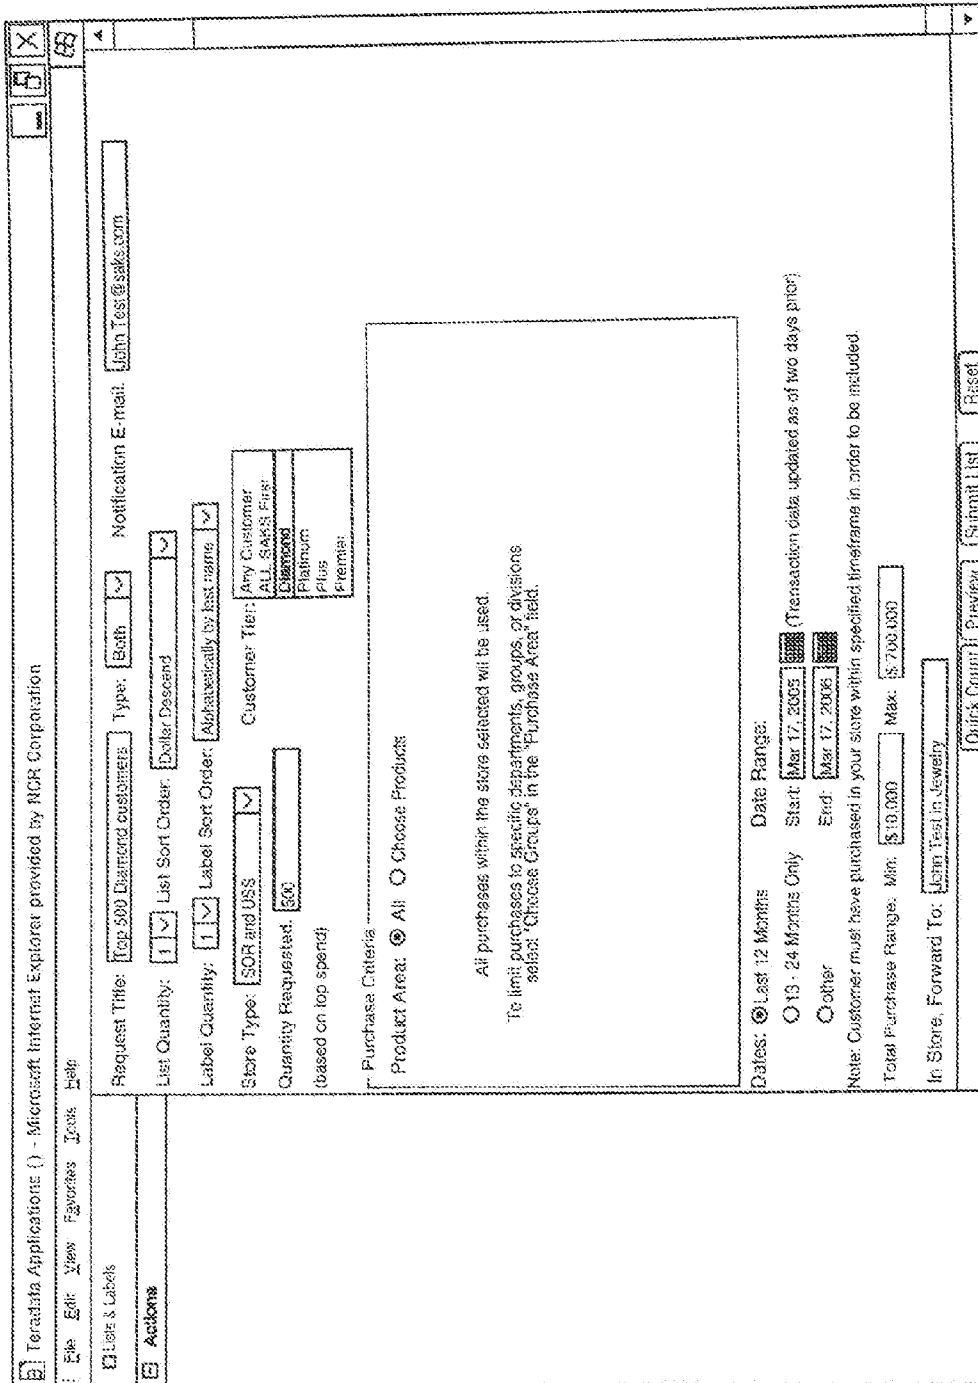 Teradata Applications () - Microsoft Internet Explorer provided by NCR Corporation
File Edit View Favorites Tools Help
Lists & Labels
Actions
Request Title: Top 500 Diamond customers Type: Both Notification E-mail: John Test@saks.com
List Quantity: 1 List Sort Order: Dollar Descend
Label Quantity: 1 Label Sort Order: Alphabetically by last name
Store Type: SOR and USS Customer Tier: Any Customer
ALL SAKS First
Diamond
Platinum
Plus
Premier
Quantity Requested: 500
(based on top spend)
Purchase Criteria
Product Area: All Choose Products
All purchases within the store selected will be used.
To limit purchases to specific departments, groups, or divisions
select "Choose Groups" in the "Purchase Area" field.
Dates: Last 12 Months Date Range:
13 - 24 Months Only Start: Mar 17, 2005 (Transaction data updated as of two days prior)
other End: Mar 17, 2006
Note: Customer must have purchased in your store within specified timeframe in order to be included.
Total Purchase Range: Min: $10,000 Max: $700,000
In Store, Forward To: John Test in Jewelry
Quick Count Preview Submit List Reset